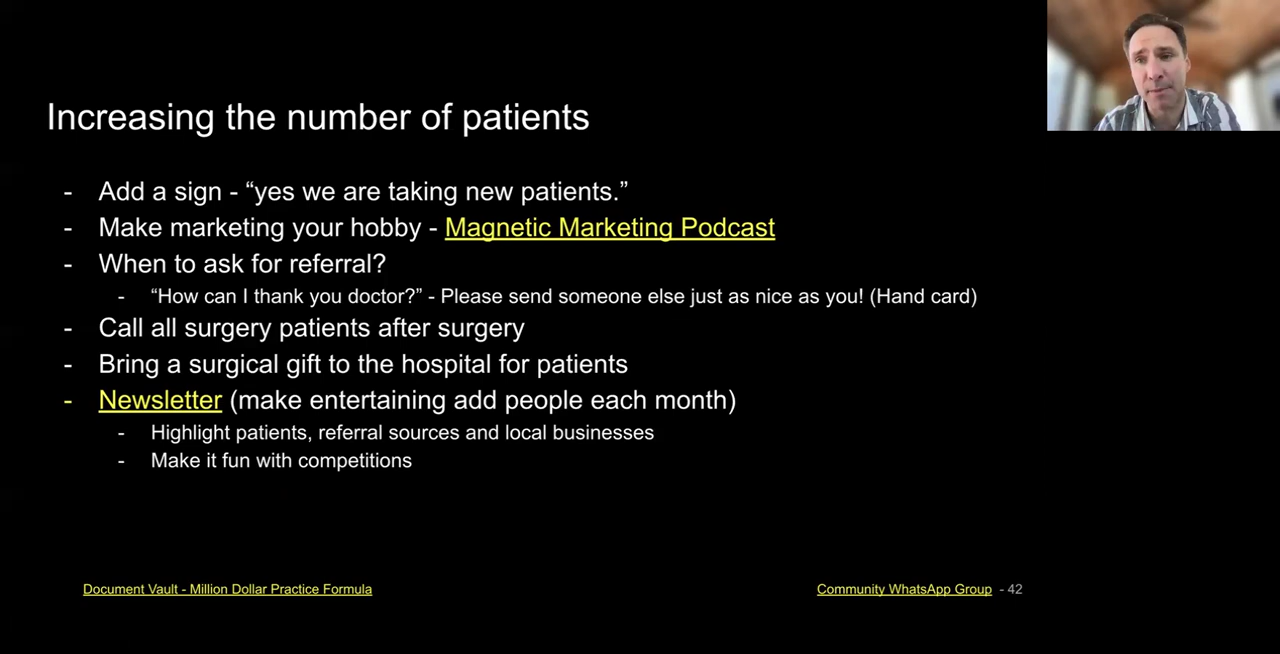 Increasing the number of patients
- Add a sign - “yes we are taking new patients.”
- Make marketing your hobby - Magnetic Marketing Podcast
- When to ask for referral?
- “How can I thank you doctor?” - Please send someone else just as nice as you! (Hand card)
- Call all surgery patients after surgery
- Bring a surgical gift to the hospital for patients
- Newsletter (make entertaining add people each month)
- Highlight patients, referral sources and local businesses
- Make it fun with competitions
Document Vault - Million Dollar Practice Formula
Community WhatsApp Group - 42